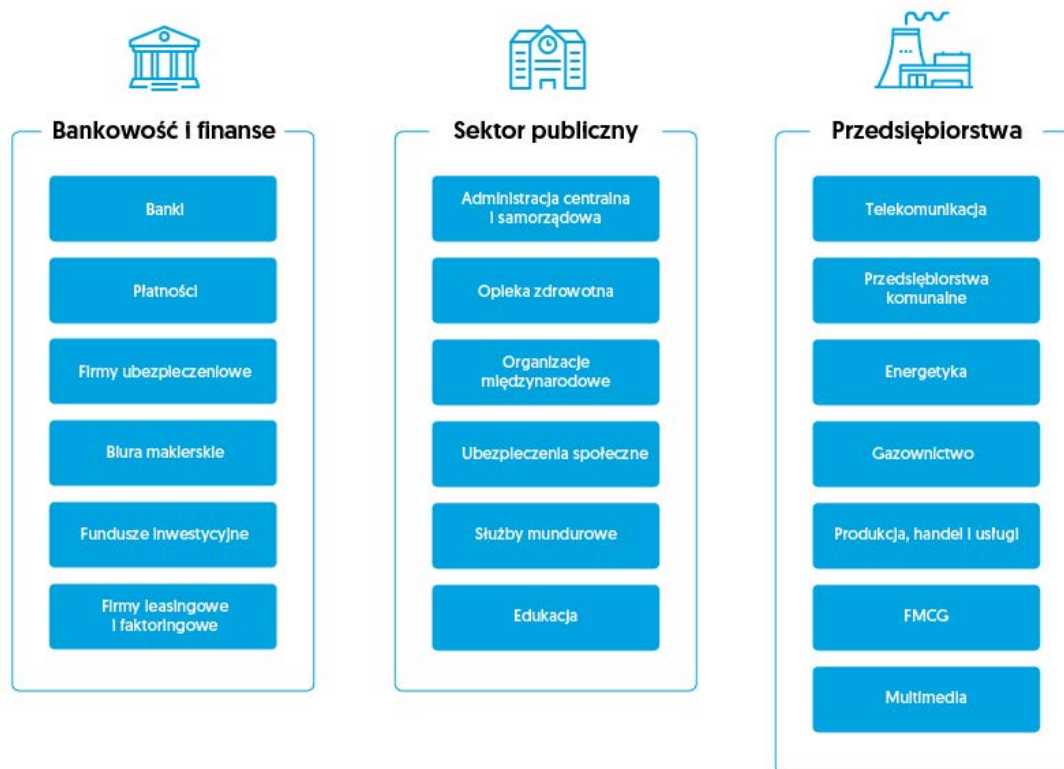 Bankowość i finanse
Banki
Płatności
Firmy ubezpieczeniowe
Biura maklerskie
Fundusze inwestycyjne
Firmy leasingowe
i faktoringowe
Sektor publiczny
Administracja centralna
i samorządowa
Opieka zdrowotna
Organizacje
międzynarodowe
Ubezpieczenia społeczne
Służby mundurowe
Edukacja
Przedsiębiorstwa
Telekomunikacja
Przedsiębiorstwa
komunalne
Energetyka
Gazownictwo
Produkcja, handel i usługi
FMCG
Multimedia